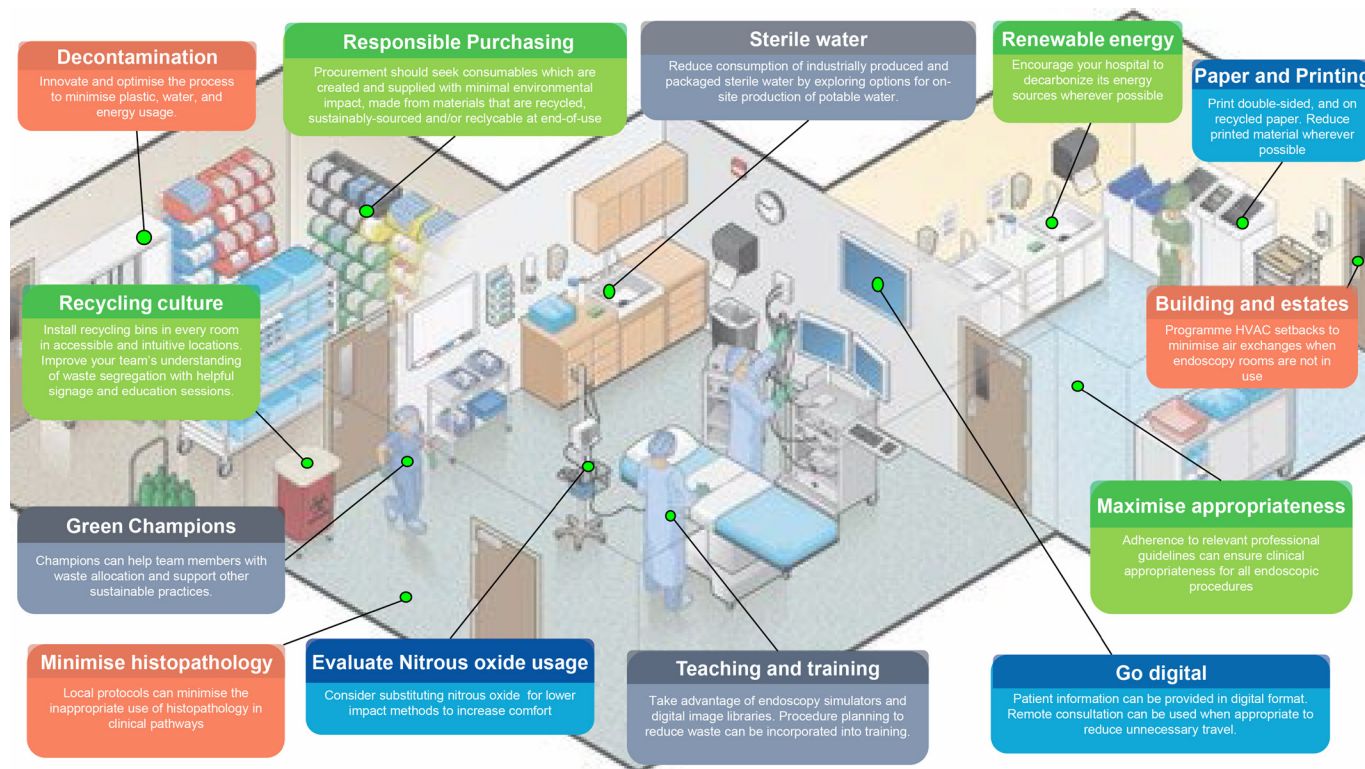 Decontamination
Innovate and optimise the process
to minimise plastic, water, and
energy usage.
Responsible Purchasing
Procurement should seek consumables which are
created and supplied with minimal environmental
impact, made from materials that are recycled,
sustainably-sourced and/or reclycable at end-of-use
Sterile water
Reduce consumption of industrially produced and
packaged sterile water by exploring options for on-
site production of potable water.
Renewable energy
Encourage your hospital to
decarbonize its energy
sources wherever possible
Paper and Printing
Print double-sided, and on
recycled paper. Reduce
printed material wherever
possible
Recycling culture
Install recycling bins in every room
in accessible and intuitive locations.
Improve your team's understanding
of waste segregation with helpful
signage and education sessions.
Building and estates
Programme HVAC setbacks to
minimise air exchanges when
endoscopy rooms are not in
use
Green Champions
Champions can help team members with
waste allocation and support other
sustainable practices.
Maximise appropriateness
Adherence to relevant professional
guidelines can ensure clinical
appropriateness for all endoscopic
procedures
Minimise histopathology
Local protocols can minimise the
inappropriate use of histopathology in
clinical pathways
Evaluate Nitrous oxide usage
Consider substituting nitrous oxide for lower
impact methods to increase comfort
Teaching and training
Take advantage of endoscopy simulators and
digital image libraries. Procedure planning to
reduce waste can be incorporated into training.
Go digital
Patient information can be provided in digital format.
Remote consultation can be used when appropriate to
reduce unnecessary travel.